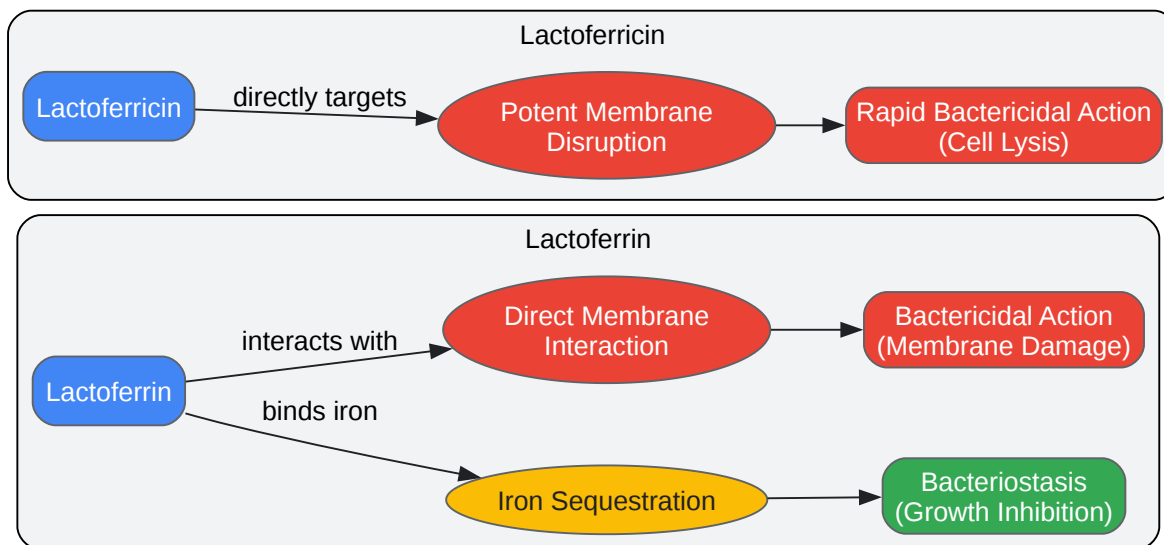 Lactoferricin
Lactoferricin
directly targets
Potent Membrane
Disruption
Rapid Bactericidal Action
(Cell Lysis)
Lactoferrin
Lactoferrin
interacts with
Direct Membrane
Interaction
Bactericidal Action
(Membrane Damage)
binds iron
Iron Sequestration
Bacteriostasis
(Growth Inhibition)